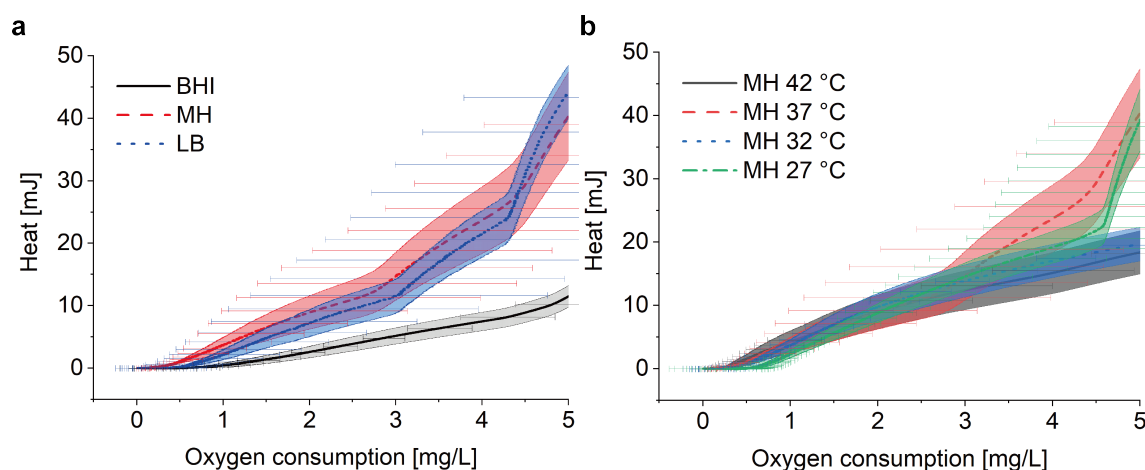 a
50
40
30
20
10
0
Heat [mJ]
BHI
MH
LB
0 1 2 3 4 5
Oxygen consumption [mg/L]
b
50
40
30
20
10
0
Heat [mJ]
MH 42 °C
MH 37 °C
MH 32 °C
MH 27 °C
0 1 2 3 4 5
Oxygen consumption [mg/L]